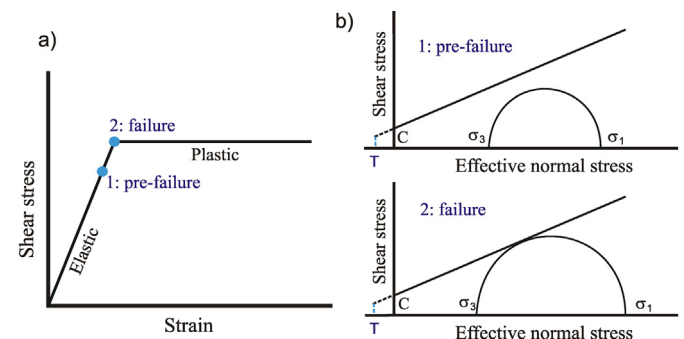 a)
Shear stress
2: failure
Plastic
1: pre-failure
Elastic
Strain
b)
Shear stress
1: pre-failure
C
σ3
σ1
T
Effective normal stress
Shear stress
2: failure
C
σ3
σ1
T
Effective normal stress